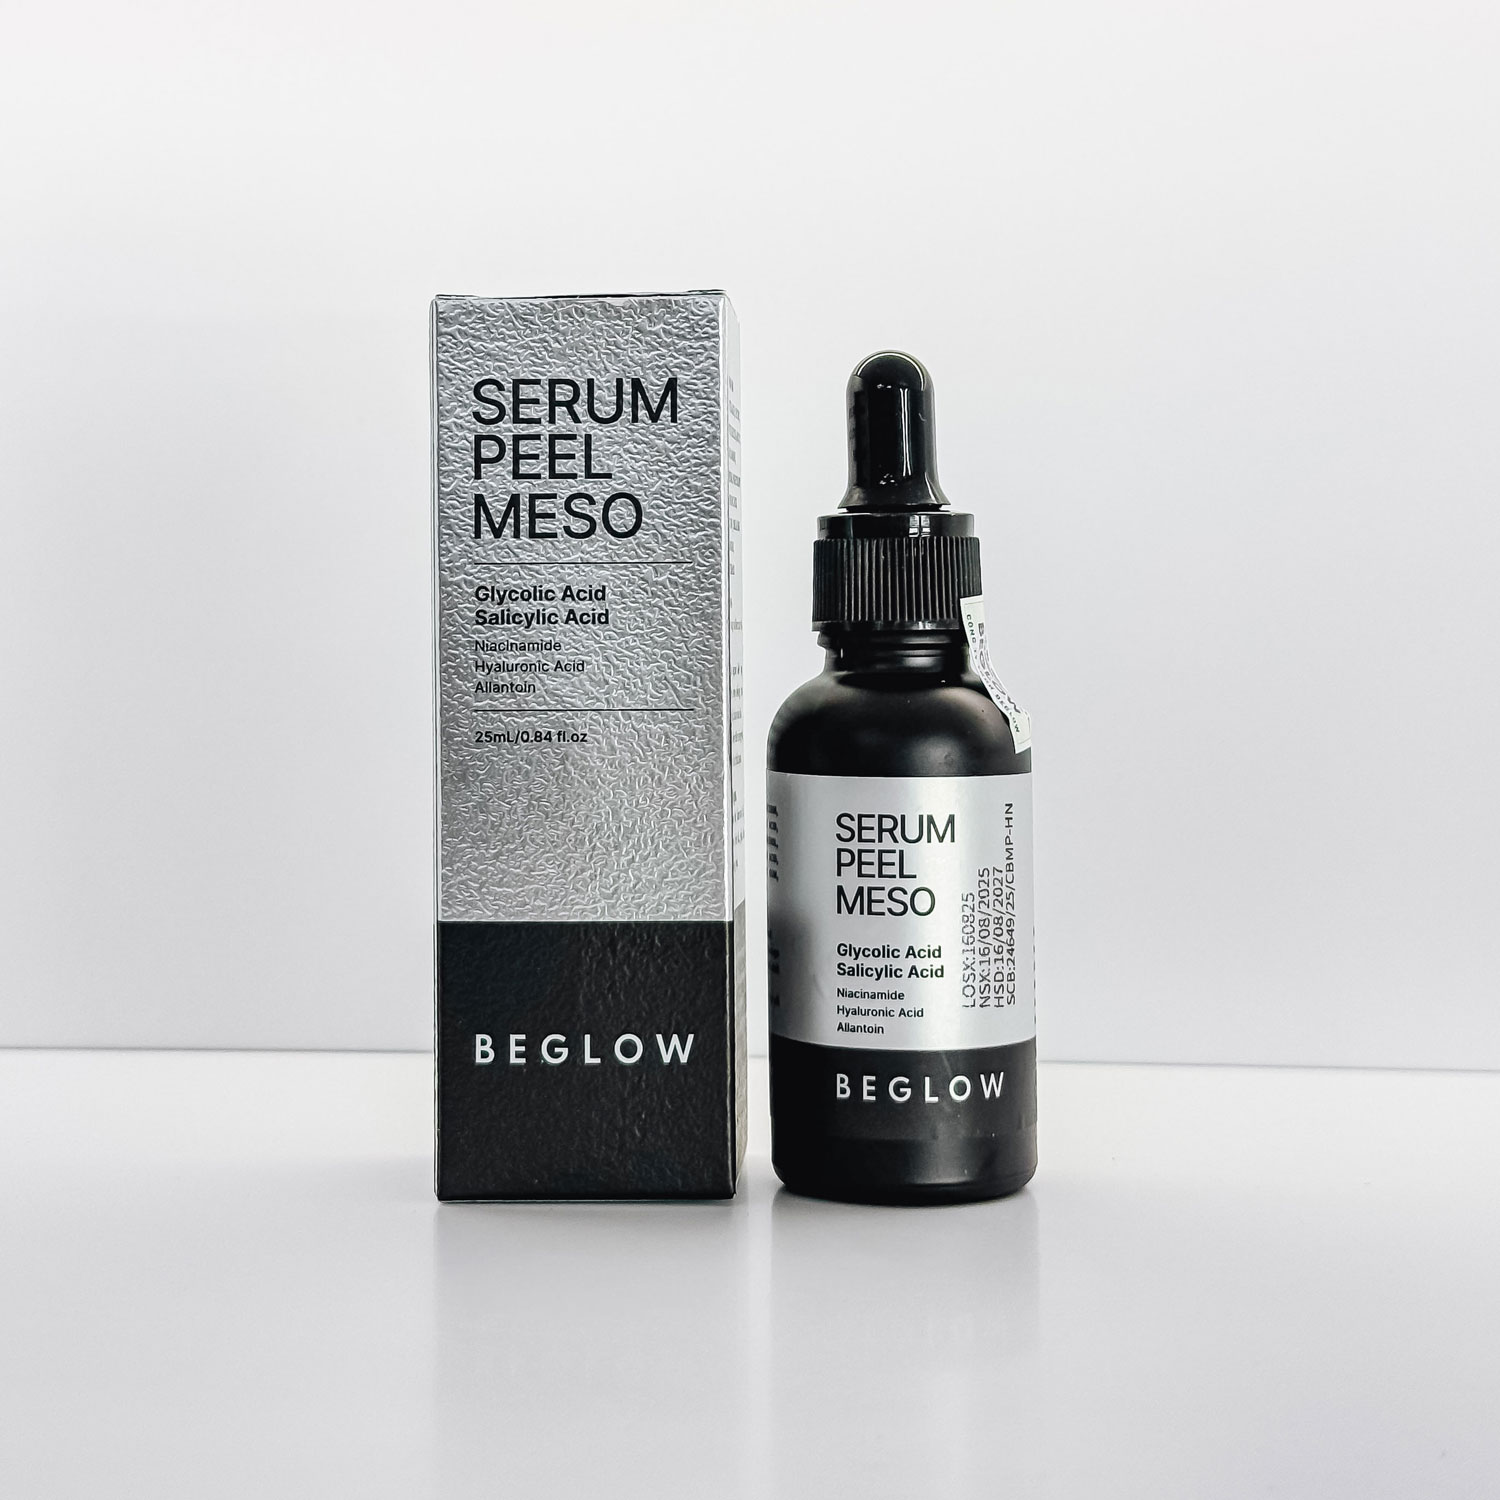 SERUM
PEEL
MESO
Glycolic Acid
Salicylic Acid
Niacinamide
Hyaluronic Acid
Allantoin
25mL/0.84 fl.oz
BEGLOW
BEGLOW
SERUM
PEEL
MESO
Glycolic Acid
Salicylic Acid
Niacinamide
Hyaluronic Acid
Allantoin
LOSX:160825
NSX:16/08/2025
HSD:16/08/2027
SCB:24649/25/CBMP-HN
BEGLOW